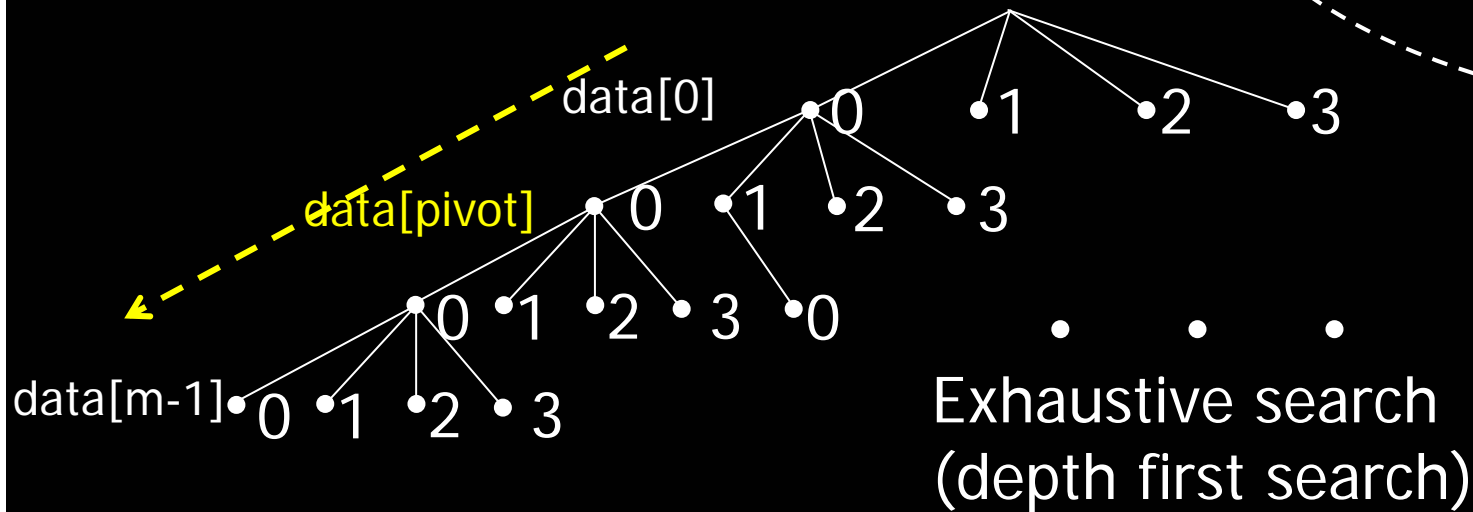 data[0]
0 1 2 3
data[pivot]
0 1 2 3
0 1 2 3 0
data[m-1]
0 1 2 3
Exhaustive search
(depth first search)